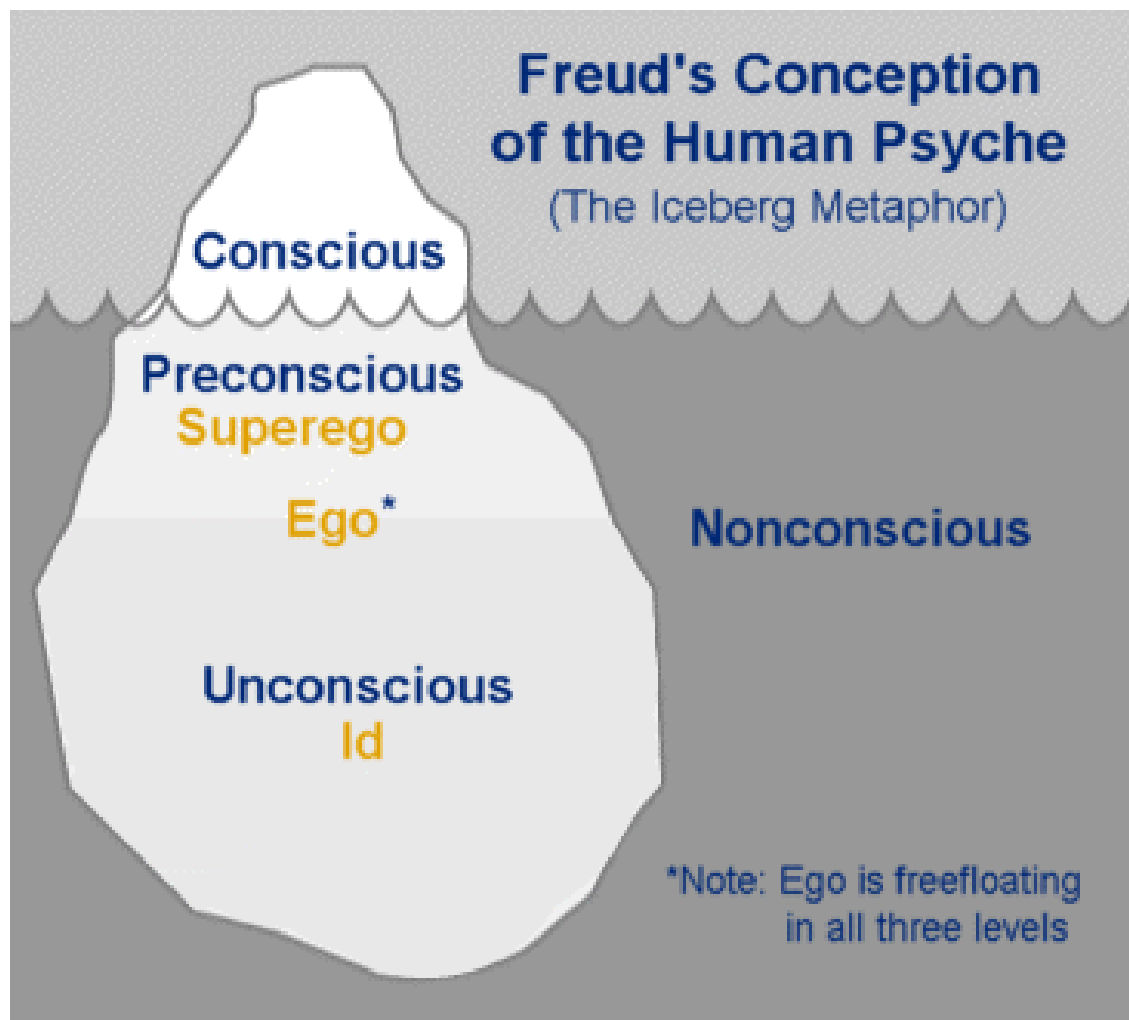 Freud's Conception
of the Human Psyche
(The Iceberg Metaphor)
Conscious
Preconscious
Superego
Ego*
Nonconscious
Unconscious
Id
*Note: Ego is freefloating
in all three levels